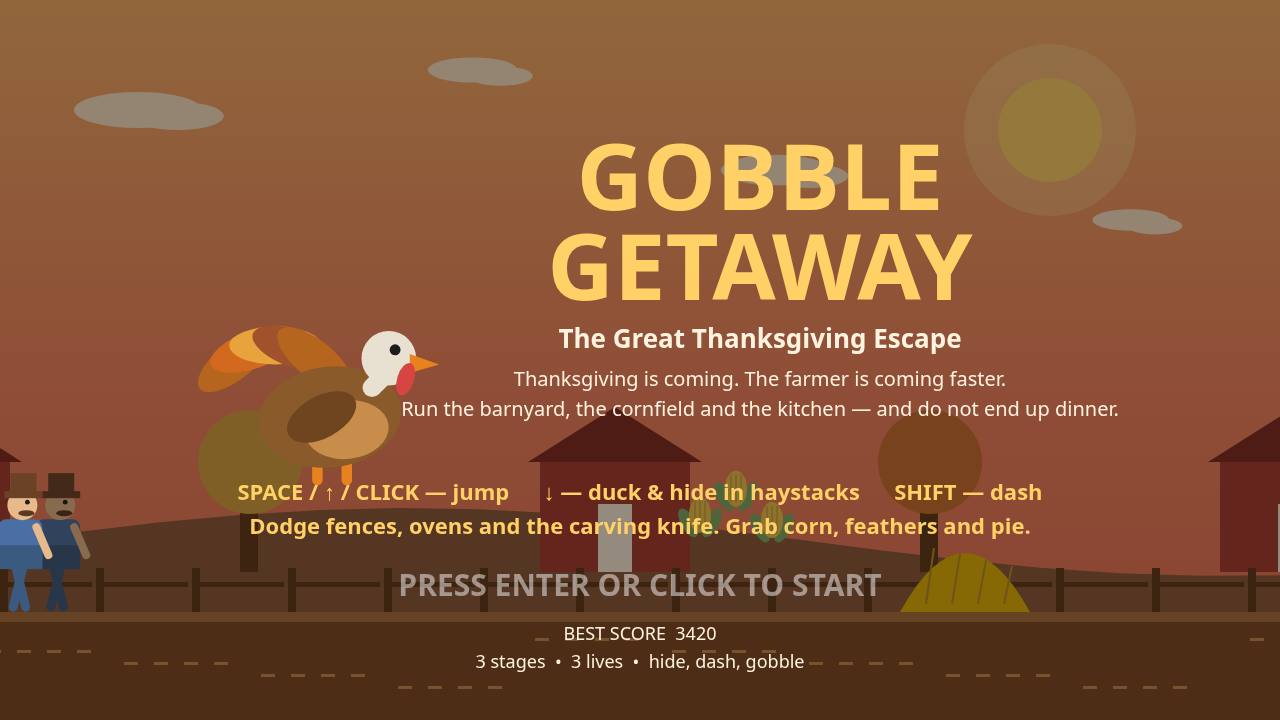 GOBBLE
GETAWAY
The Great Thanksgiving Escape
Thanksgiving is coming. The farmer is coming faster.
Run the barnyard, the cornfield and the kitchen — and do not end up dinner.
SPACE / ↑ / CLICK — jump ↓ — duck & hide in haystacks SHIFT — dash
Dodge fences, ovens and the carving knife. Grab corn, feathers and pie.
PRESS ENTER OR CLICK TO START
BEST SCORE 3420
3 stages • 3 lives • hide, dash, gobble